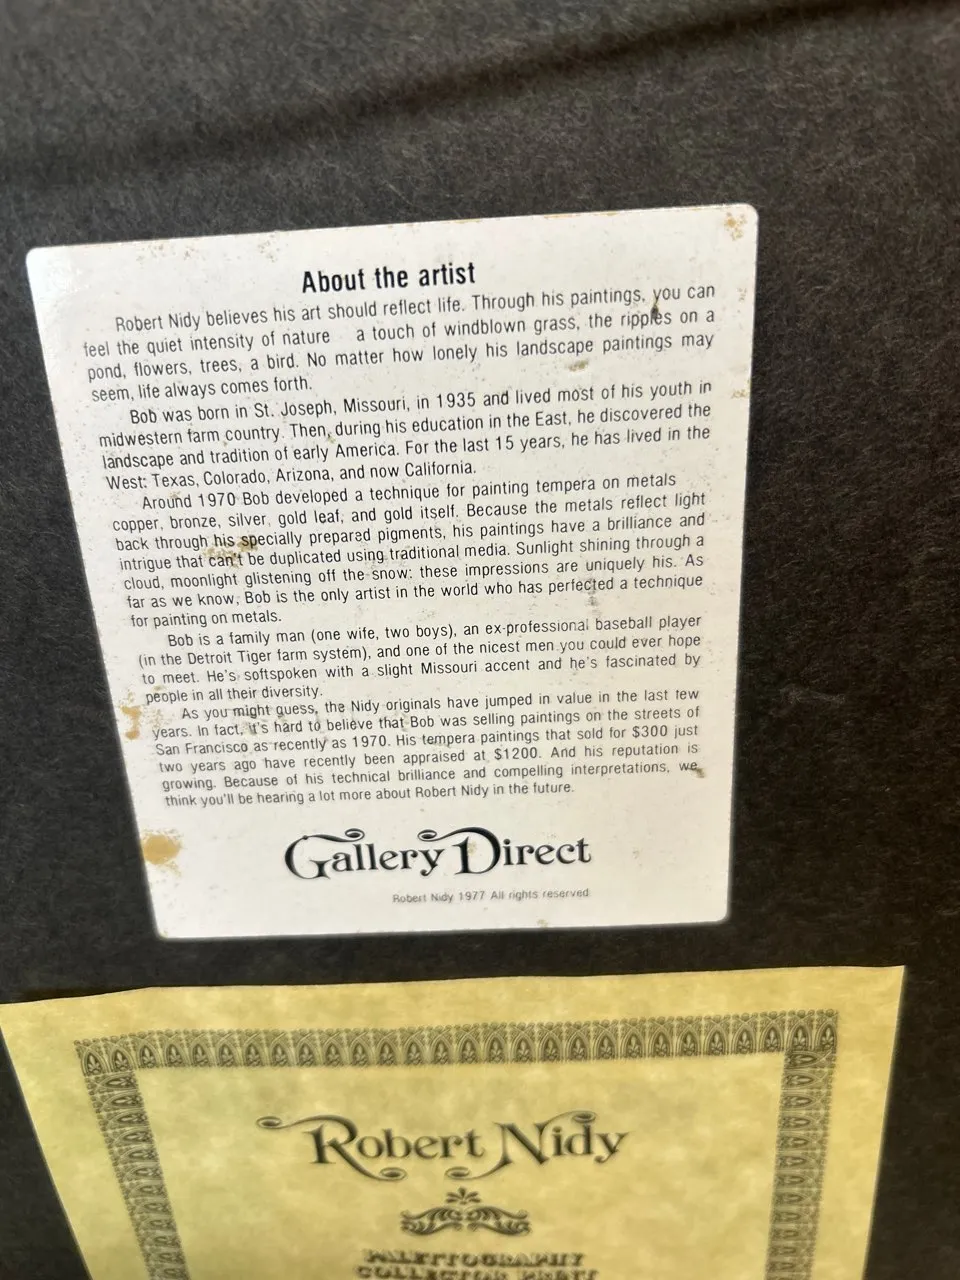 About the artist
Robert Nidy believes his art should reflect life. Through his paintings, you can
feel the quiet intensity of nature a touch of windblown grass, the ripples on a
pond, flowers, trees, a bird. No matter how lonely his landscape paintings may
seem, life always comes forth.
Bob was born in St. Joseph, Missouri, in 1935 and lived most of his youth in
midwestern farm country. Then, during his education in the East, he discovered the
landscape and tradition of early America. For the last 15 years, he has lived in the
West: Texas, Colorado, Arizona, and now California.
Around 1970 Bob developed a technique for painting tempera on metals
copper, bronze, silver, gold leaf, and gold itself. Because the metals reflect light
back through his specially prepared pigments, his paintings have a brilliance and
intrigue that can't be duplicated using traditional media. Sunlight shining through a
cloud, moonlight glistening off the snow: these impressions are uniquely his. As
far as we know, Bob is the only artist in the world who has perfected a technique
for painting on metals.
Bob is a family man (one wife, two boys), an ex-professional baseball player
(in the Detroit Tiger farm system), and one of the nicest men you could ever hope
to meet. He's softspoken with a slight Missouri accent and he's fascinated by
people in all their diversity.
As you might guess, the Nidy originals have jumped in value in the last few
years. In fact, it's hard to believe that Bob was selling paintings on the streets of
San Francisco as recently as 1970. His tempera paintings that sold for $300 just
two years ago have recently been appraised at $1200. And his reputation is
growing. Because of his technical brilliance and compelling interpretations, we
think you'll be hearing a lot more about Robert Nidy in the future.
Gallery Direct
Robert Nidy 1977 All rights reserved
Robert Nidy
PALETTOGRAPHY
COLLECTOR PRINT